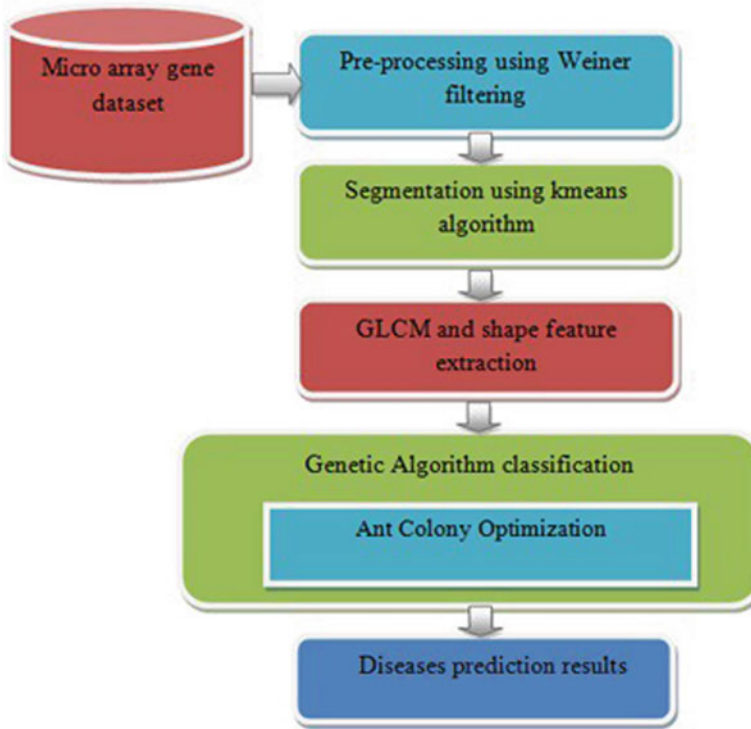 Micro array gene
dataset
Pre-processing using Weiner
filtering
Segmentation using kmeans
algorithm
GLCM and shape feature
extraction
Genetic Algorithm classification
Ant Colony Optimization
Diseases prediction results